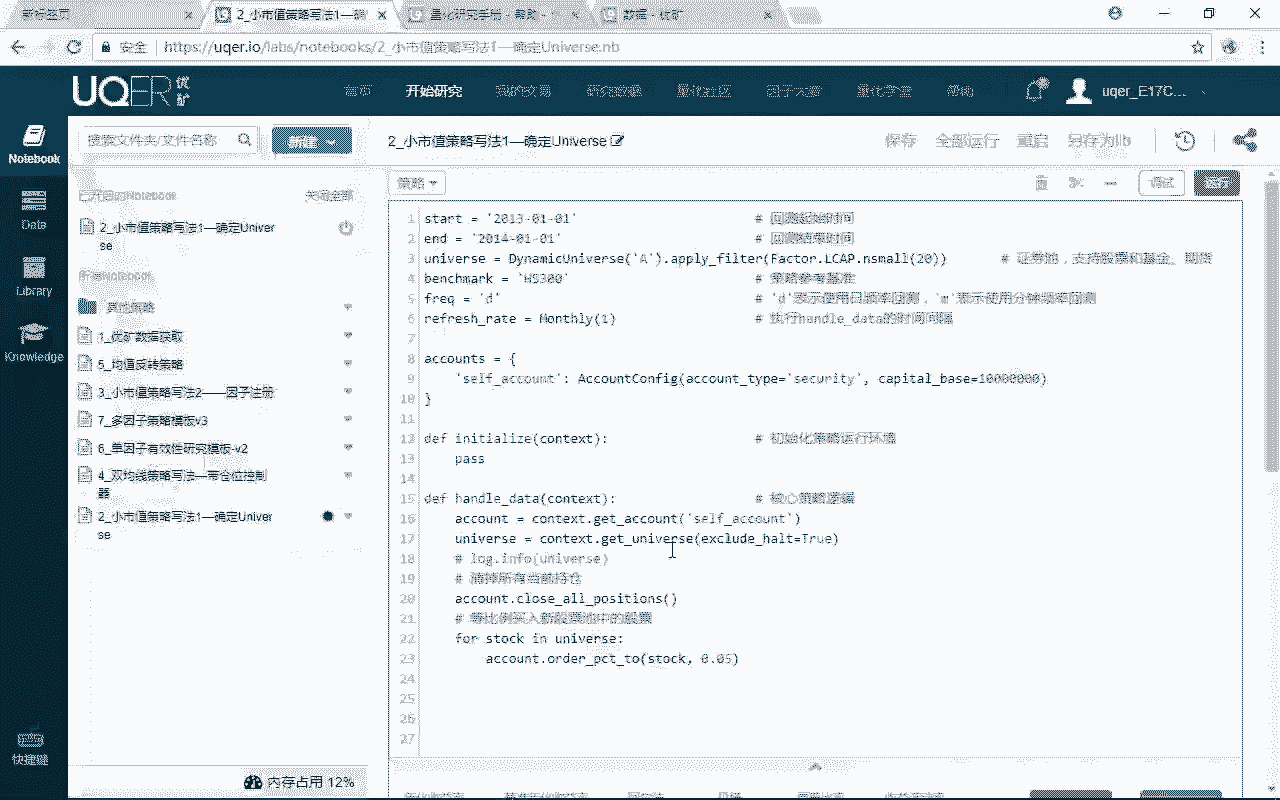 新标签页
2_小市值策略写法1—确
量化研究手册 - 帮助 -
数据 - 优矿
安全 https://uqer.io/labs/notebooks/2_小市值策略写法1—确定Universe.nb
UQER 优矿
首页 开始研究 量化社区 量化学堂 帮助
uqer_E17C...
搜索文件夹/文件名称
新建
2_小市值策略写法1—确定Universe
保存 全部运行 重启 另存为lib
Notebook
Data
Library
Knowledge
快捷键
已开启的Notebook 关闭全部
2_小市值策略写法1—确定Univer
se
所有Notebook
1_优矿数据获取
5_均值反转策略
3_小市值策略写法2——因子注册
7_多因子策略模板v3
6_单因子有效性研究模板-v2
4_双均线策略写法—带仓位控制
器
2_小市值策略写法1—确定Univer
se
内存占用 12%
策略
调试
1 start = '2013-01-01' # 回测起始时间
2 end = '2014-01-01' # 回测结束时间
3 universe = DynamicUniverse('A').apply_filter(Factor.LCAP.nsmall(20)) # 证券池，支持股票和基金、期货
4 benchmark = 'HS300' # 策略参考基准
5 freq = 'd' # 'd'表示使用日频率回测，'m'表示使用分钟频率回测
6 refresh_rate = Monthly(1) # 执行handle_data的时间间隔
7
8 accounts = {
9 'self_account': AccountConfig(account_type='security', capital_base=10000000)
10 }
11
12 def initialize(context): # 初始化策略运行环境
13 pass
14
15 def handle_data(context): # 核心策略逻辑
16 account = context.get_account('self_account')
17 universe = context.get_universe(exclude_halt=True)
18 # log.info(universe)
19 # 清掉所有当前持仓
20 account.close_all_positions()
21 # 等比例买入新股票池中的股票
22 for stock in universe:
23 account.order_pct_to(stock, 0.05)
24
25
26
27